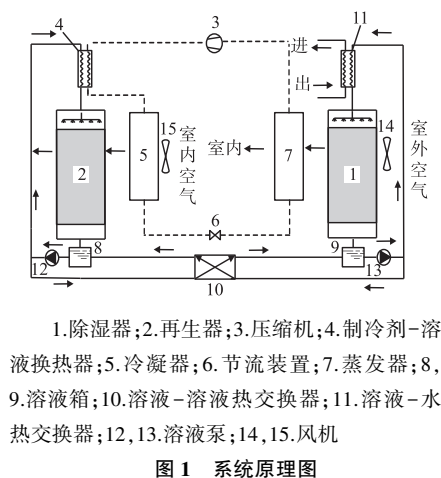 4
3
11
进
出
15
14
室内空气
室外空气
室内
2
5
7
1
6
8
9
12
10
13
1.除湿器;2.再生器;3.压缩机;4.制冷剂-溶
液换热器;5.冷凝器;6.节流装置;7.蒸发器;8,
9.溶液箱;10.溶液-溶液热交换器;11.溶液-水
热交换器;12,13.溶液泵;14,15.风机
图1 系统原理图